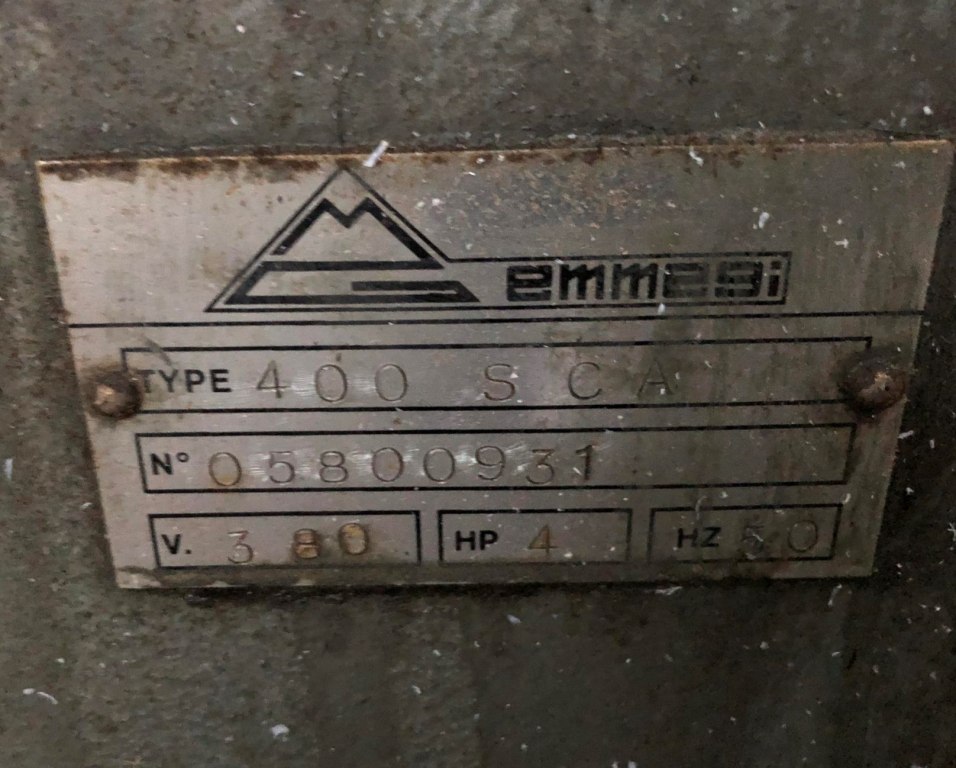 emmegi
TYPE 400 SCA
N° 05800931
V. 380 HP 4 HZ 50